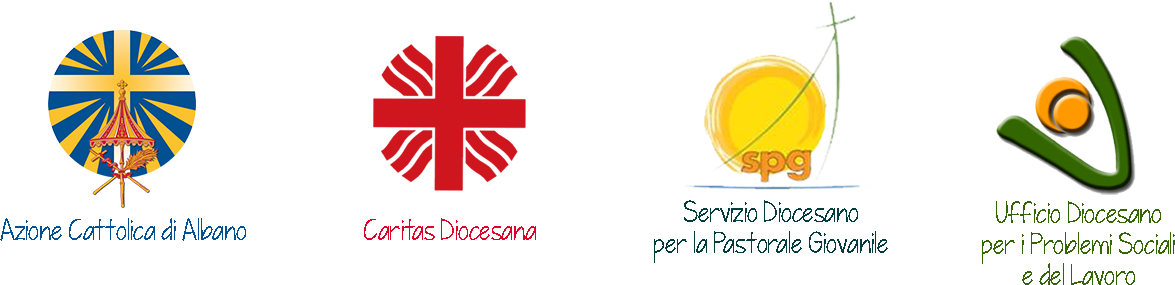 Azione Cattolica di Albano
Caritas Diocesana
spg
Servizio Diocesano
per la Pastorale Giovanile
Ufficio Diocesano
per i Problemi Sociali
e del Lavoro